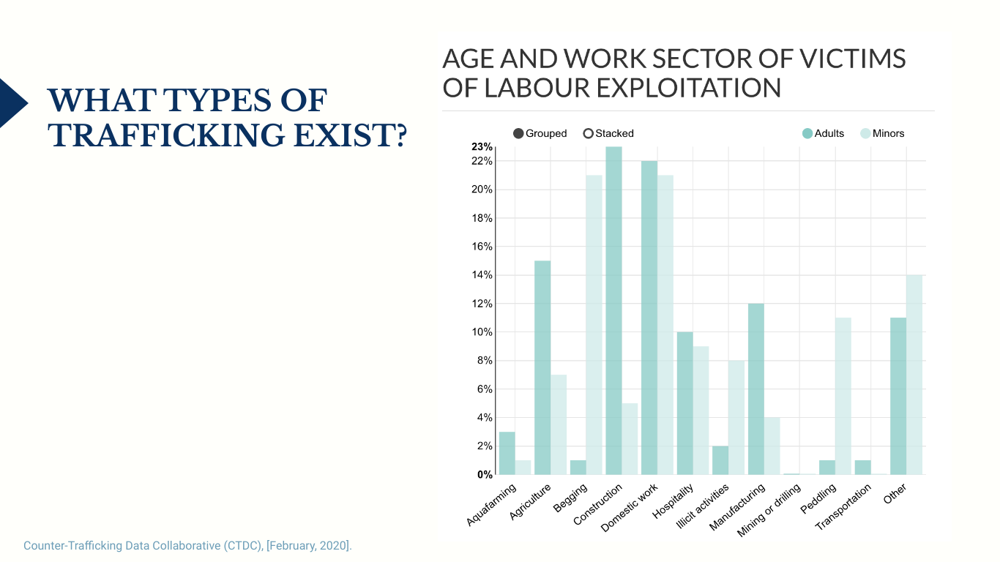 WHAT TYPES OF
TRAFFICKING EXIST?
AGE AND WORK SECTOR OF VICTIMS
OF LABOUR EXPLOITATION
Grouped Stacked Adults Minors
23%
22%
20%
18%
16%
14%
12%
10%
8%
6%
4%
2%
0%
Aquafarming
Agriculture
Begging
Construction
Domestic work
Hospitality
Illicit activities
Manufacturing
Mining or drilling
Peddling
Transportation
Other
Counter-Trafficking Data Collaborative (CTDC), [February, 2020].